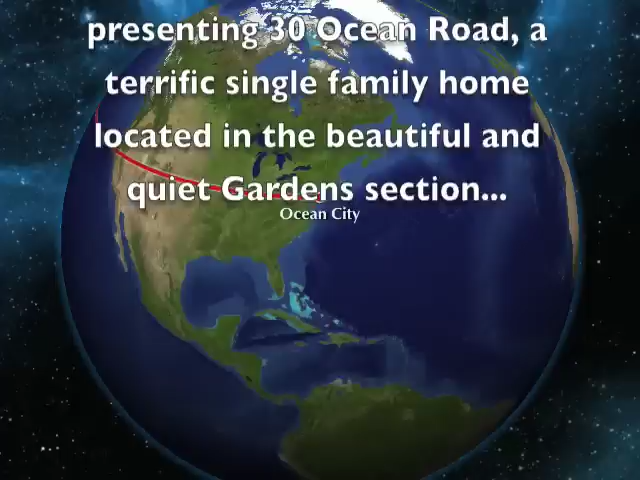 presenting 30 Ocean Road, a
terrific single family home
located in the beautiful and
quiet Gardens section...
Ocean City